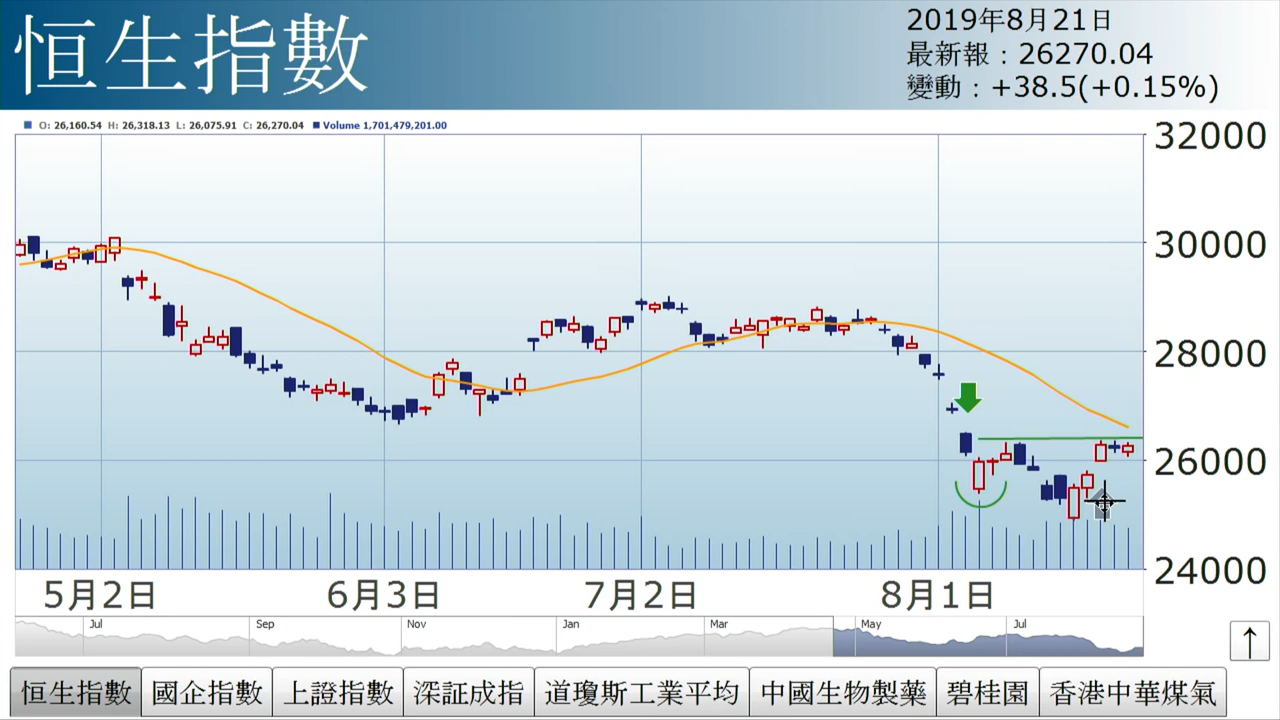 恒生指數
2019年8月21日
最新報：26270.04
變動：+38.5(+0.15%)
O: 26,160.54 H: 26,318.13 L: 26,075.91 C: 26,270.04 Volume 1,701,479,201.00
32000
30000
28000
26000
24000
5月2日 6月3日 7月2日 8月1日
Jul Sep Nov Jan Mar May Jul
恒生指數 國企指數 上證指數 深証成指 道瓊斯工業平均 中國生物製藥 碧桂園 香港中華煤氣